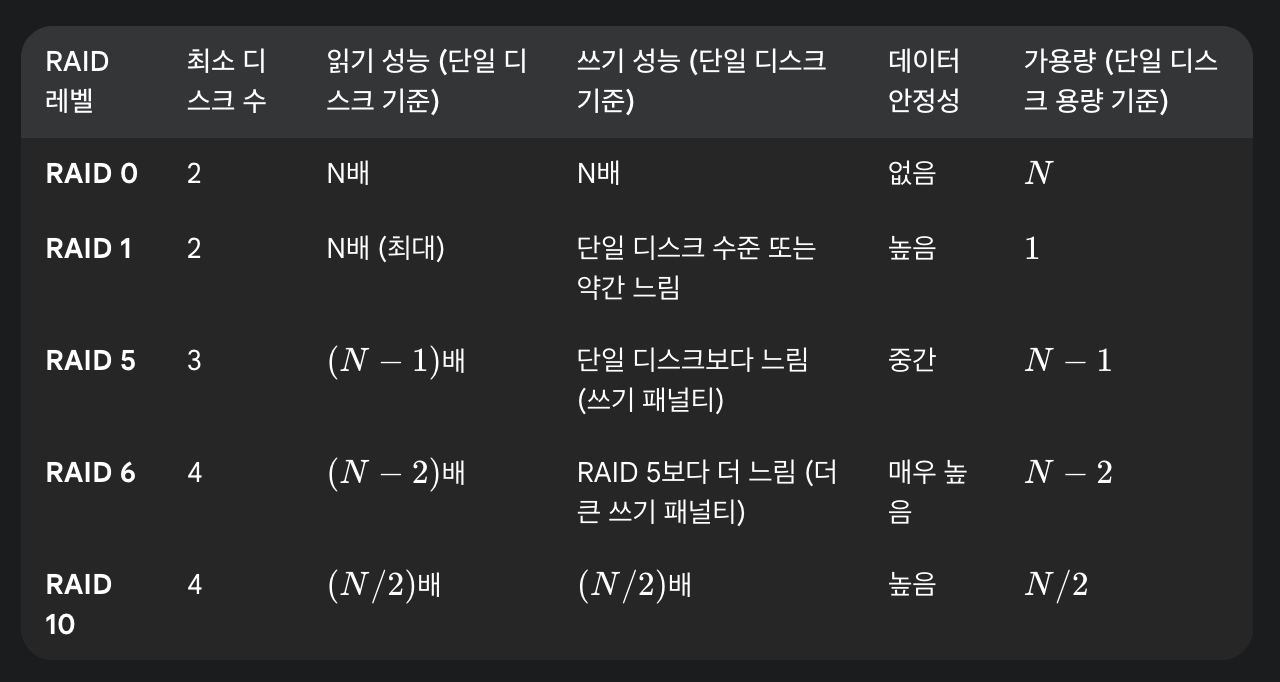 RAID 최소 디 읽기 성능 (단일 디 쓰기 성능 (단일 디스크 데이터 가용량 (단일 디스
레벨 스크 수 스크 기준) 기준) 안정성 크 용량 기준)
RAID 0 2 N배 N배 없음 N
RAID 1 2 N배 (최대) 단일 디스크 수준 또는 높음 1
약간 느림
RAID 5 3 (N − 1)배 단일 디스크보다 느림 중간 N − 1
(쓰기 패널티)
RAID 6 4 (N − 2)배 RAID 5보다 더 느림 (더 매우 높 N − 2
큰 쓰기 패널티) 음
RAID 4 (N/2)배 (N/2)배 높음 N/2
10